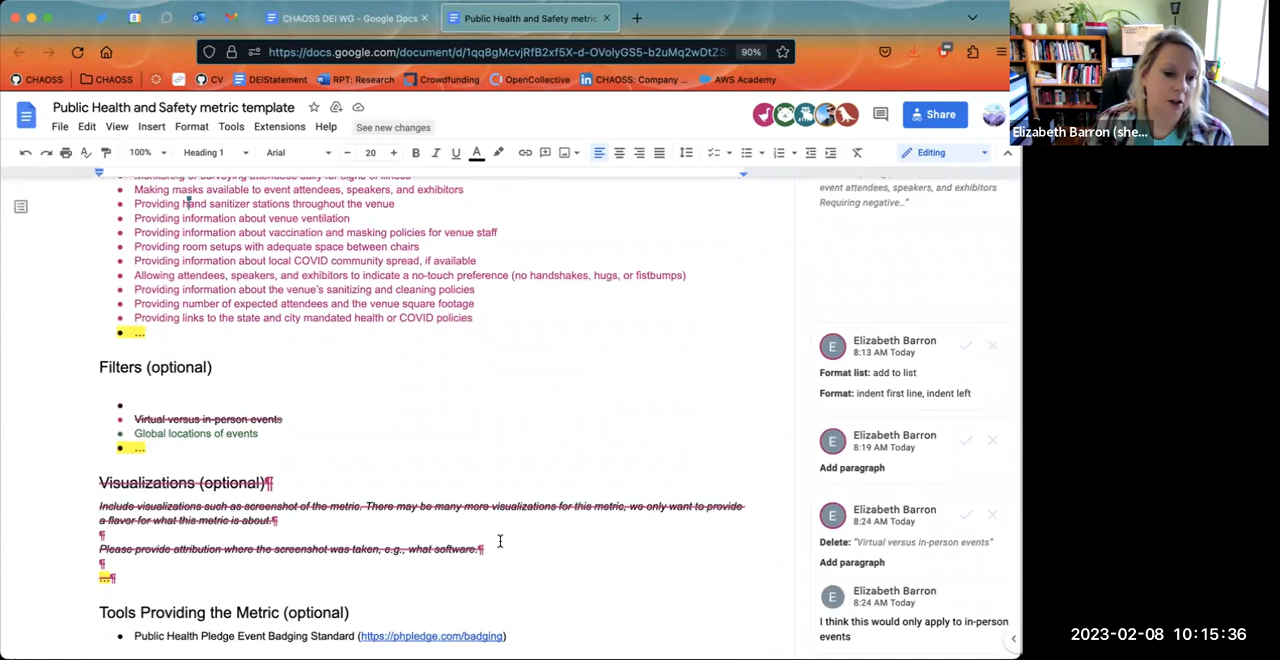 CHAOSS DEI WG - Google Docs
Public Health and Safety metric
https://docs.google.com/document/d/1qq8gMcvjRfB2xf5X-d-OVolyGS5-b2uMq2wDtZS
90%
CHAOSS
CHAOSS
CV
DEIStatement
RPT: Research
Crowdfunding
OpenCollective
CHAOSS: Company ...
AWS Academy
Elizabeth Barron (she...
Public Health and Safety metric template
File Edit View Insert Format Tools Extensions Help
See new changes
Share
100%
Heading 1
Arial
20
Editing
Monitoring or surveying attendees daily for signs of illness
Making masks available to event attendees, speakers, and exhibitors
Providing hand sanitizer stations throughout the venue
Providing information about venue ventilation
Providing information about vaccination and masking policies for venue staff
Providing room setups with adequate space between chairs
Providing information about local COVID community spread, if available
Allowing attendees, speakers, and exhibitors to indicate a no-touch preference (no handshakes, hugs, or fistbumps)
Providing information about the venue's sanitizing and cleaning policies
Providing number of expected attendees and the venue square footage
Providing links to the state and city mandated health or COVID policies
...
Filters (optional)
Virtual versus in-person events
Global locations of events
...
Visualizations (optional)¶
Include visualizations such as screenshot of the metric. There may be many more visualizations for this metric, we only want to provide
a flavor for what this metric is about.¶
¶
Please provide attribution where the screenshot was taken, e.g., what software.¶
¶
...¶
Tools Providing the Metric (optional)
Public Health Pledge Event Badging Standard (https://phpledge.com/badging)
event attendees, speakers, and exhibitors
Requiring negative..."
Elizabeth Barron
8:13 AM Today
Format list: add to list
Format: indent first line, indent left
Elizabeth Barron
8:19 AM Today
Add paragraph
Elizabeth Barron
8:24 AM Today
Delete: "Virtual versus in-person events"
Add paragraph
Elizabeth Barron
8:24 AM Today
I think this would only apply to in-person
events
2023-02-08 10:15:36